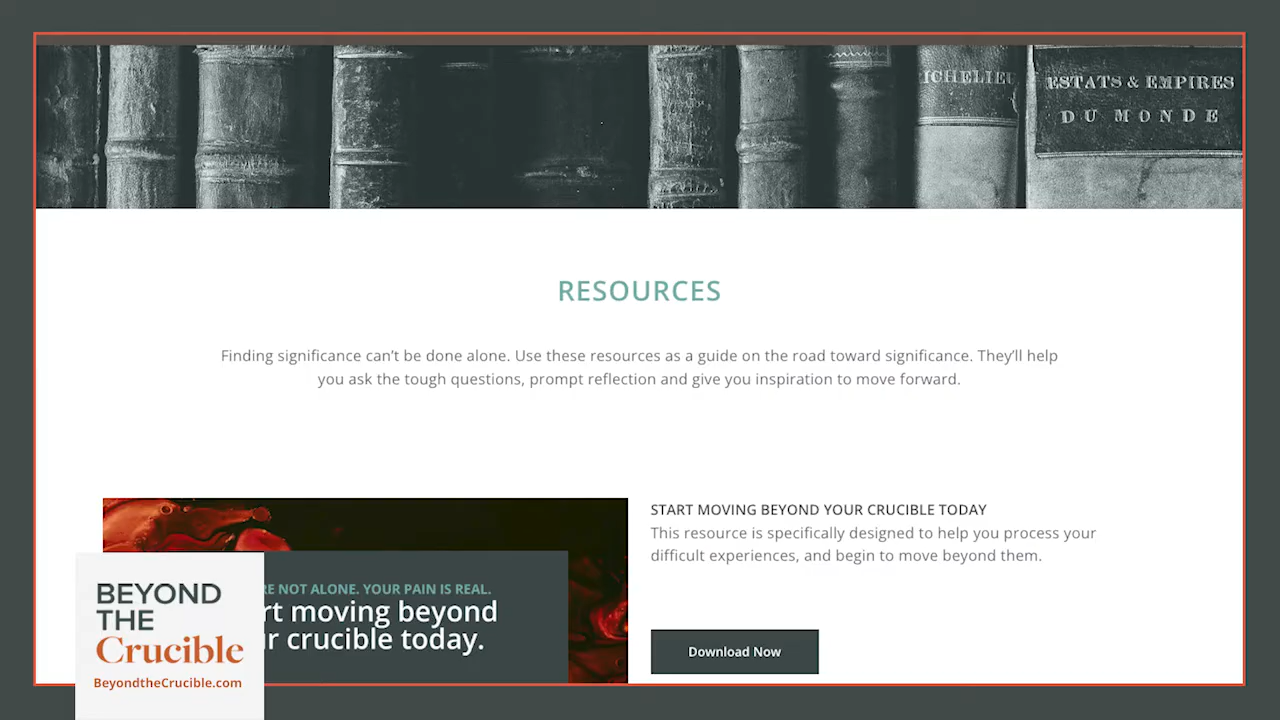 ICHELIEU
ESTATS & EMPIRES
DU MONDE
RESOURCES
Finding significance can't be done alone. Use these resources as a guide on the road toward significance. They'll help
you ask the tough questions, prompt reflection and give you inspiration to move forward.
START MOVING BEYOND YOUR CRUCIBLE TODAY
This resource is specifically designed to help you process your
difficult experiences, and begin to move beyond them.
Download Now
RE NOT ALONE. YOUR PAIN IS REAL.
rt moving beyond
r crucible today.
BEYOND
THE
Crucible
BeyondtheCrucible.com